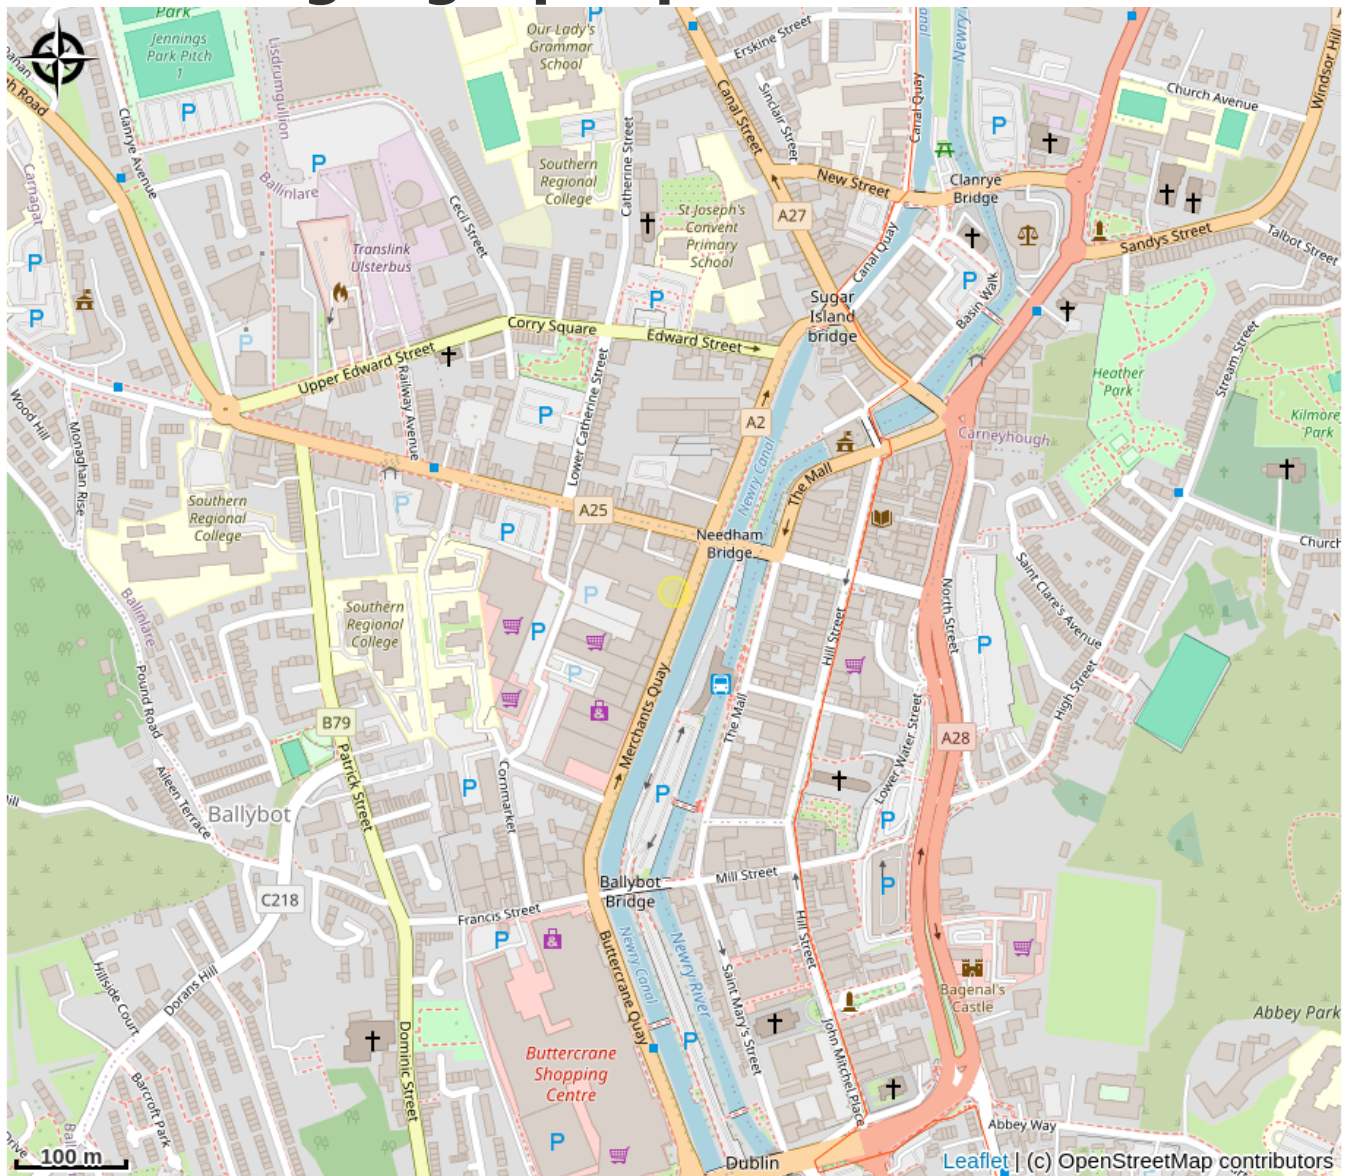 Park
Jennings
Park Pitch
1
Lisdrumgullion
Our Lady's
Grammar
School
Erskine Street
Canal Quay
Newry
Windsor Hill
Church Avenue
Canal Street
Sinclair Street
Clanrye Avenue
Carnagat
Ballinlare
Catherine Street
Southern
Regional
College
New Street
Clanrye
Bridge
Cecil Street
St Joseph's
Convent
Primary
School
A27
Translink
Ulsterbus
Canal Quay
Sandys Street
Talbot Street
Sugar
Island
bridge
Basin Walk
Corry Square
Edward Street
Upper Edward Street
Railway Avenue
Lower Catherine Street
Stream Street
Heather
Park
Kilmore
Park
Wood Hill
Monaghan Rise
A2
Newry Canal
Carneyhough
The Mall
Southern
Regional
College
A25
Needham
Bridge
Church
Saint Clare's Avenue
North Street
Ballinlare
Southern
Regional
College
Hill Street
High Street
Pound Road
Merchants Quay
The Mall
Lower Water Street
B79
A28
Patrick Street
Aileen Terrace
Cornmarket
Ballybot
Mill Street
Ballybot
Bridge
C218
Francis Street
Hill Street
Buttercrane Quay
Newry Canal
Newry River
Saint Mary's Street
Bagenal's
Castle
Hillside Court
Dorans Hill
Abbey Park
Dominic Street
John Mitchel Place
Buttercrane
Shopping
Centre
Barcroft Park
Abbey Way
Drive
100 m
Dublin
Leaflet | (c) OpenStreetMap contributors